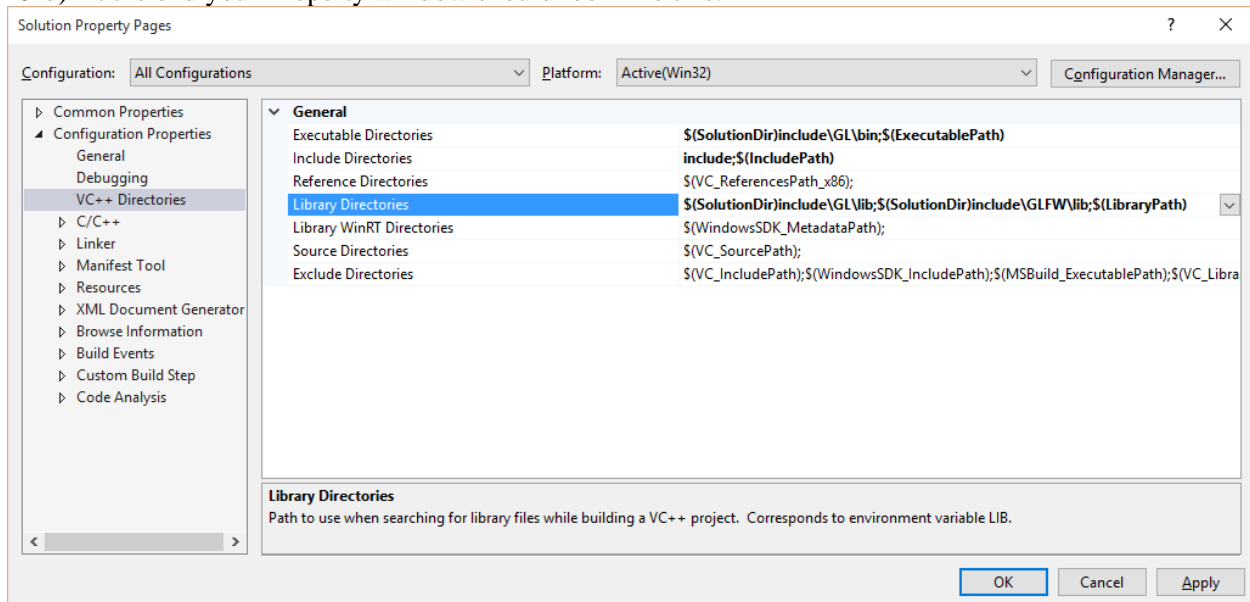 Solution Property Pages
? X
Configuration: All Configurations Platform: Active(Win32) Configuration Manager...
Common Properties
Configuration Properties
General
Debugging
VC++ Directories
C/C++
Linker
Manifest Tool
Resources
XML Document Generator
Browse Information
Build Events
Custom Build Step
Code Analysis
General
Executable Directories $(SolutionDir)include\GL\bin;$(ExecutablePath)
Include Directories include;$(IncludePath)
Reference Directories $(VC_ReferencesPath_x86);
Library Directories $(SolutionDir)include\GL\lib;$(SolutionDir)include\GLFW\lib;$(LibraryPath)
Library WinRT Directories $(WindowsSDK_MetadataPath);
Source Directories $(VC_SourcePath);
Exclude Directories $(VC_IncludePath);$(WindowsSDK_IncludePath);$(MSBuild_ExecutablePath);$(VC_Libra
Library Directories
Path to use when searching for library files while building a VC++ project. Corresponds to environment variable LIB.
OK Cancel Apply